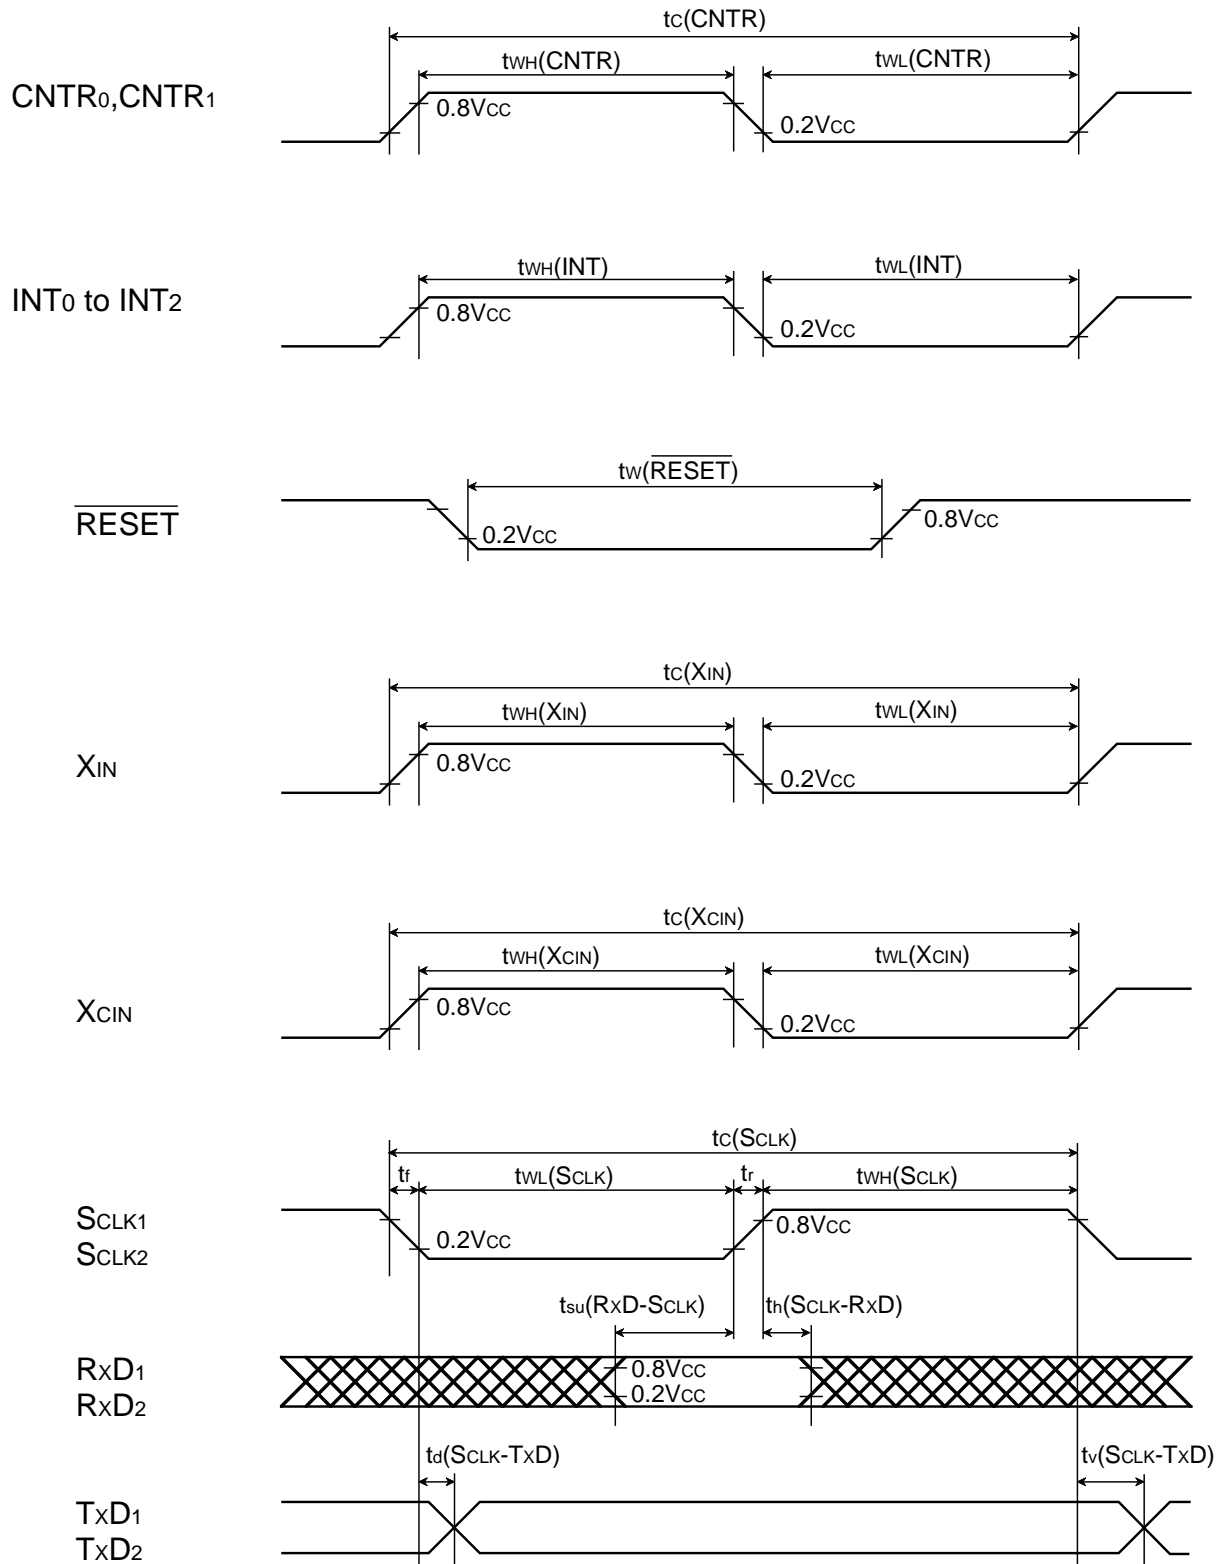 tC(CNTR)
tWH(CNTR) tWL(CNTR)
CNTR0,CNTR1
0.8VCC
0.2VCC
tWH(INT) tWL(INT)
INT0 to INT2
0.8VCC
0.2VCC
tW(RESET)
RESET
0.2VCC
0.8VCC
tC(XIN)
tWH(XIN) tWL(XIN)
XIN
0.8VCC
0.2VCC
tC(XCIN)
tWH(XCIN) tWL(XCIN)
XCIN
0.8VCC
0.2VCC
tC(SCLK)
tf tWL(SCLK) tr tWH(SCLK)
SCLK1
SCLK2
0.2VCC
0.8VCC
tsu(RXD-SCLK) th(SCLK-RXD)
RXD1
RXD2
0.8VCC
0.2VCC
td(SCLK-TXD) tv(SCLK-TXD)
TXD1
TXD2